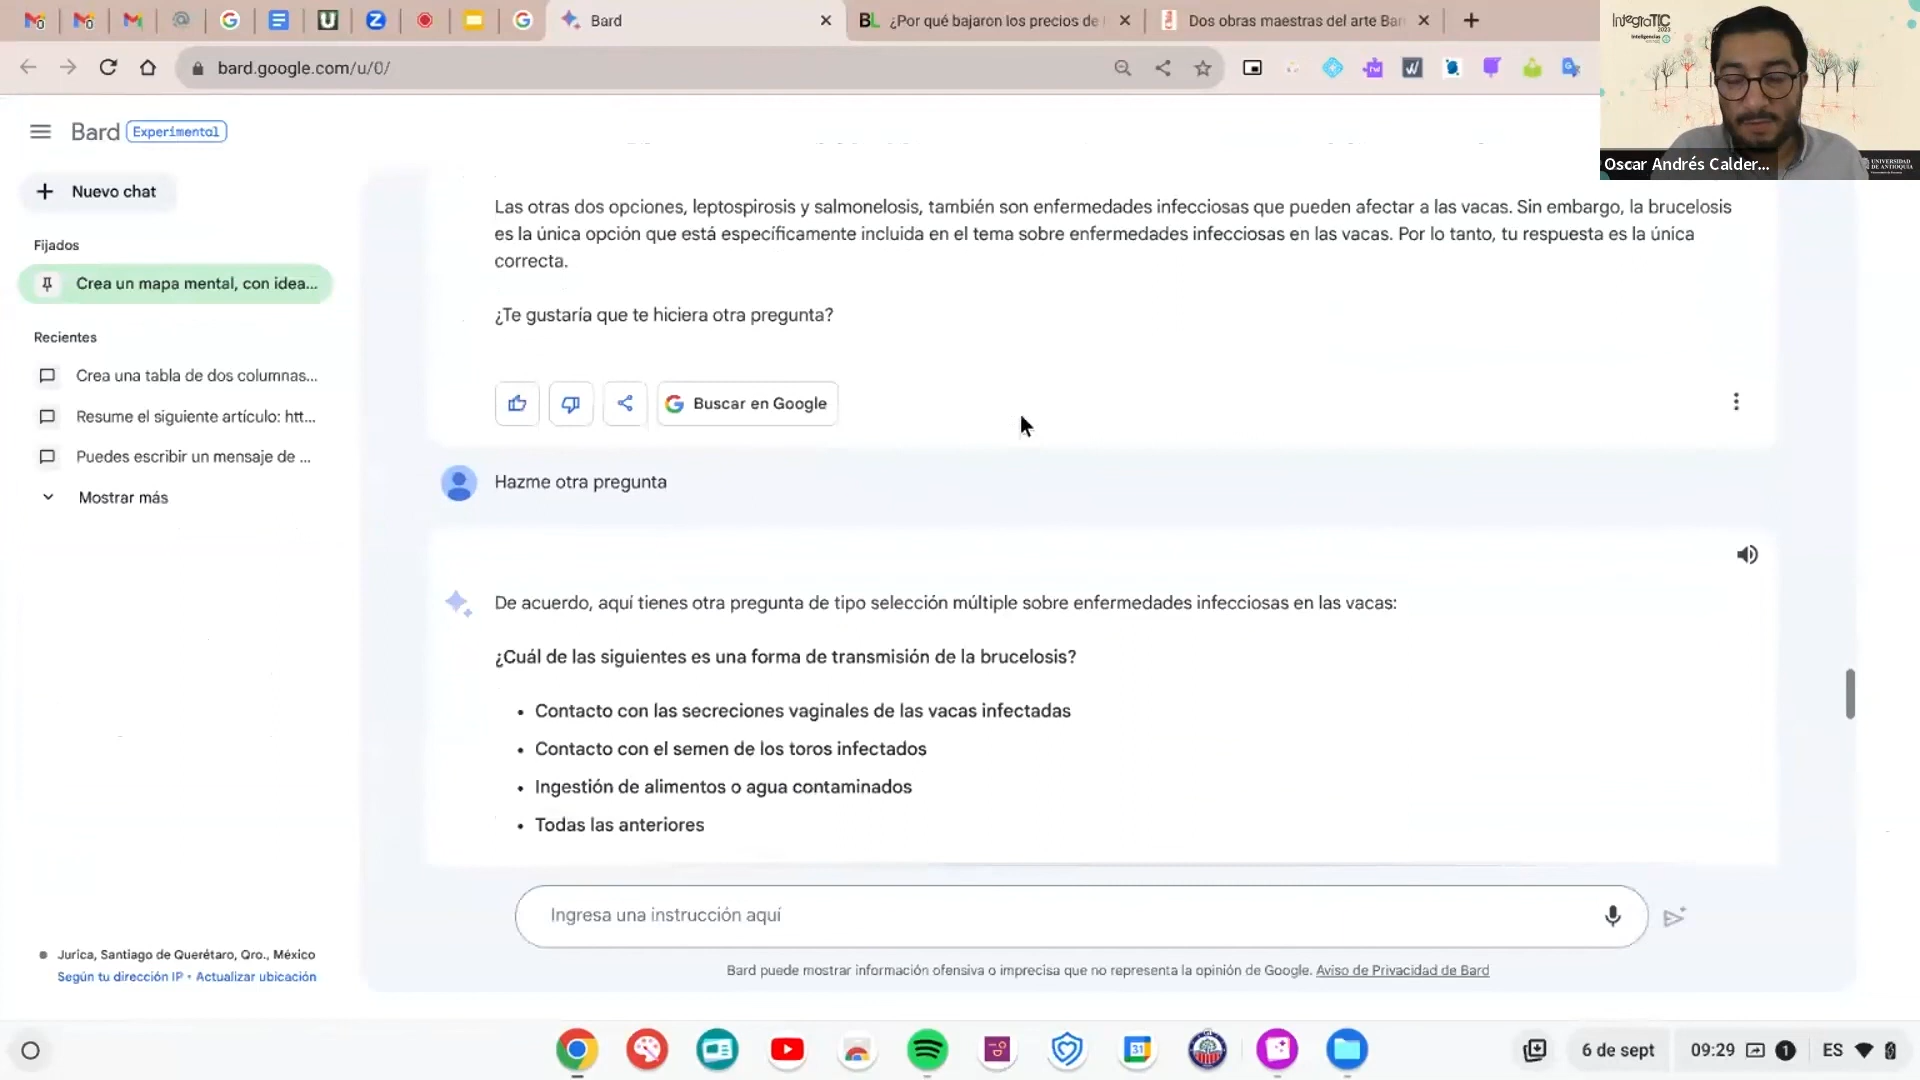 Bard
¿Por qué bajaron los precios de
Dos obras maestras del arte Bar
IntegraTIC
2023
Inteligencias
bard.google.com/u/0/
Oscar Andrés Calder...
UNIVERSIDAD
DE ANTIOQUIA
Bard Experimental
Nuevo chat
Fijados
Crea un mapa mental, con idea...
Recientes
Crea una tabla de dos columnas...
Resume el siguiente artículo: htt...
Puedes escribir un mensaje de ...
Mostrar más
Jurica, Santiago de Querétaro, Qro., México
Según tu dirección IP • Actualizar ubicación
Las otras dos opciones, leptospirosis y salmonelosis, también son enfermedades infecciosas que pueden afectar a las vacas. Sin embargo, la brucelosis
es la única opción que está específicamente incluida en el tema sobre enfermedades infecciosas en las vacas. Por lo tanto, tu respuesta es la única
correcta.
¿Te gustaría que te hiciera otra pregunta?
Buscar en Google
Hazme otra pregunta
De acuerdo, aquí tienes otra pregunta de tipo selección múltiple sobre enfermedades infecciosas en las vacas:
¿Cuál de las siguientes es una forma de transmisión de la brucelosis?
• Contacto con las secreciones vaginales de las vacas infectadas
• Contacto con el semen de los toros infectados
• Ingestión de alimentos o agua contaminados
• Todas las anteriores
Ingresa una instrucción aquí
Bard puede mostrar información ofensiva o imprecisa que no representa la opinión de Google. Aviso de Privacidad de Bard
6 de sept 09:29 1 ES